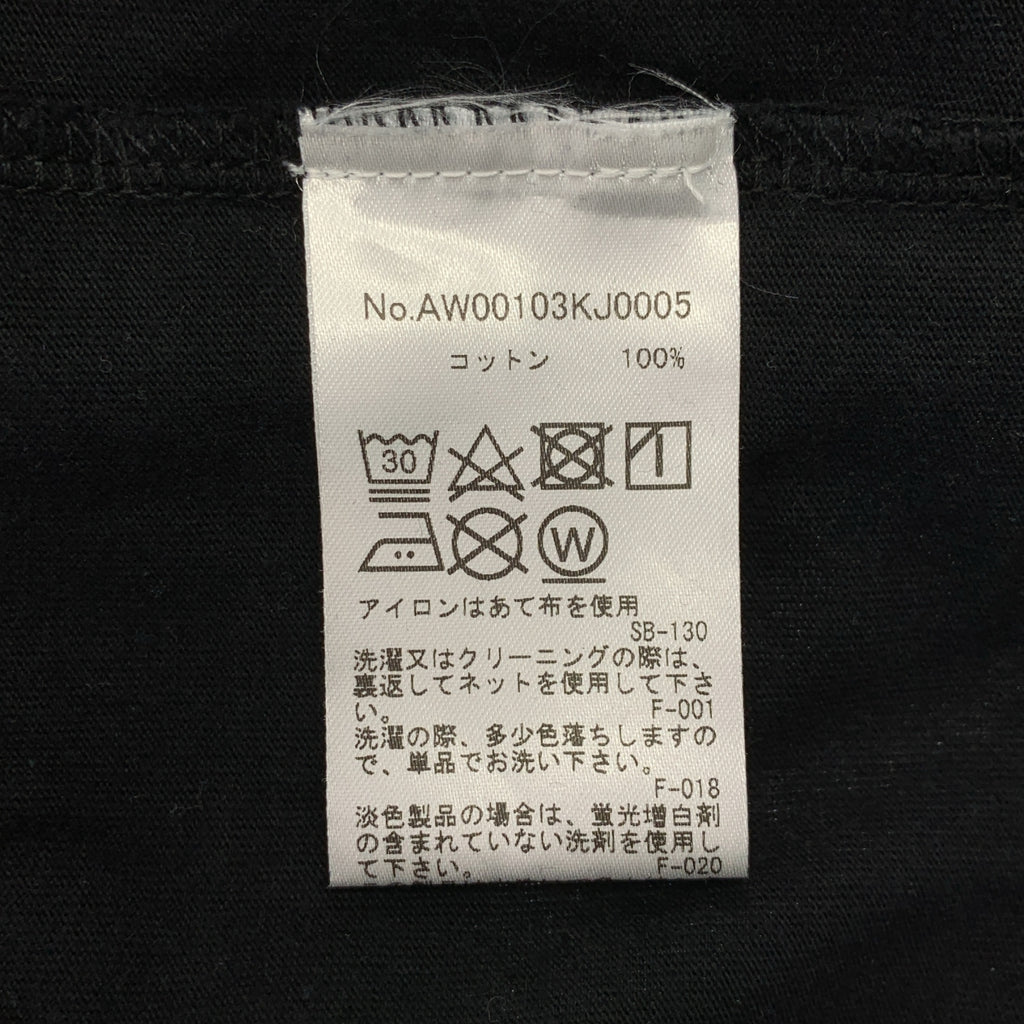 No.AW00103KJ0005
コットン 100%
30
W
アイロンはあて布を使用
SB-130
洗濯又はクリーニングの際は、
裏返してネットを使用して下さ
い。 F-001
洗濯の際、多少色落ちしますの
で、単品でお洗い下さい。
F-018
淡色製品の場合は、蛍光増白剤
の含まれていない洗剤を使用し
て下さい。 F-020